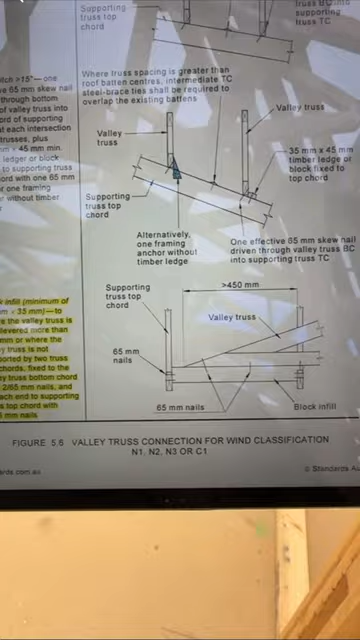 Supporting
truss top
chord
truss BC into
supporting
truss TC
pitch >15°—one
65 mm skew nail
through bottom
of valley truss into
of supporting
at each intersection
trusses, plus
× 45 mm min.
ledger or block
to supporting truss
with one 65 mm
or one framing
without timber
Where truss spacing is greater than
roof batten centres, intermediate TC
steel-brace ties shall be required to
overlap the existing battens
Valley truss
Valley
truss
35 mm x 45 mm
timber ledge or
block fixed to
top chord
Supporting
truss top
chord
Alternatively,
one framing
anchor without
timber ledge
One effective 65 mm skew nail
driven through valley truss BC
into supporting truss TC
infill (minimum of
× 35 mm)—to
the valley truss is
cantilevered more than
mm or where the
truss is not
supported by two truss
chords, fixed to the
truss bottom chord
2/65 mm nails, and
each end to supporting
top chord with
mm nails
Supporting
truss top
chord
>450 mm
Valley truss
65 mm
nails
65 mm nails
Block infill
FIGURE 5.6 VALLEY TRUSS CONNECTION FOR WIND CLASSIFICATION
N1, N2, N3 OR C1
ards.com.au
© Standards Au